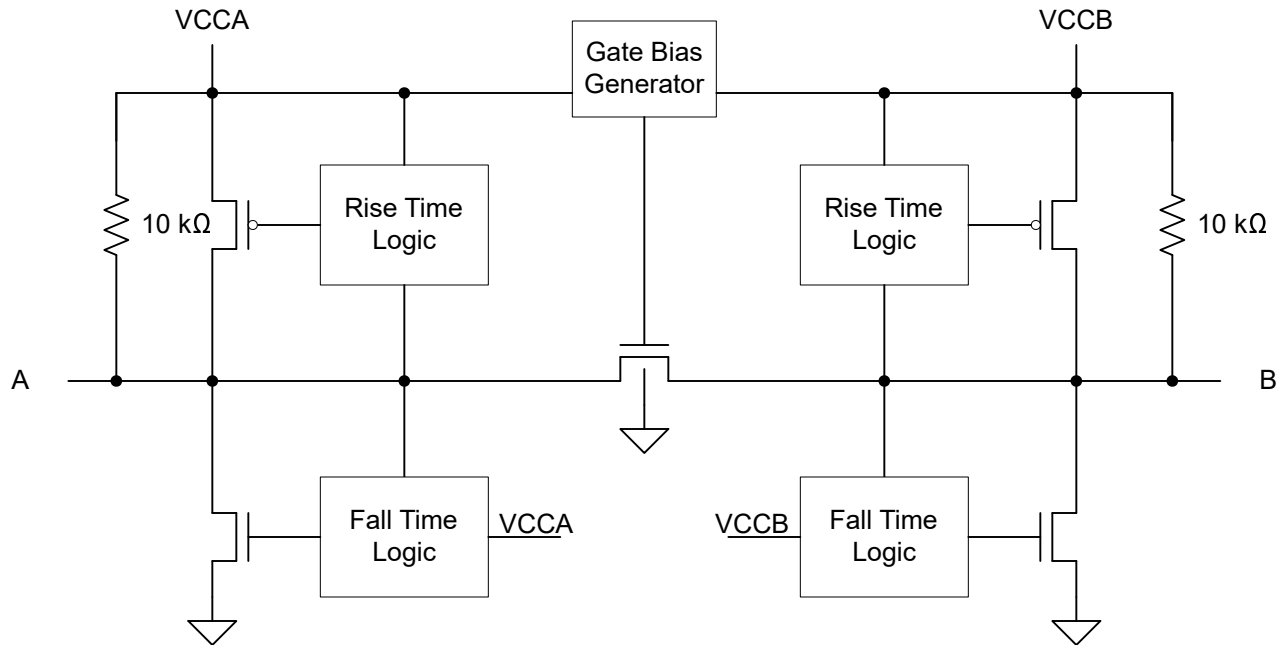 VCCA
VCCB
Gate Bias
Generator
Rise Time
Logic
Rise Time
Logic
10 kΩ
10 kΩ
A
B
Fall Time
Logic
VCCA
VCCB
Fall Time
Logic